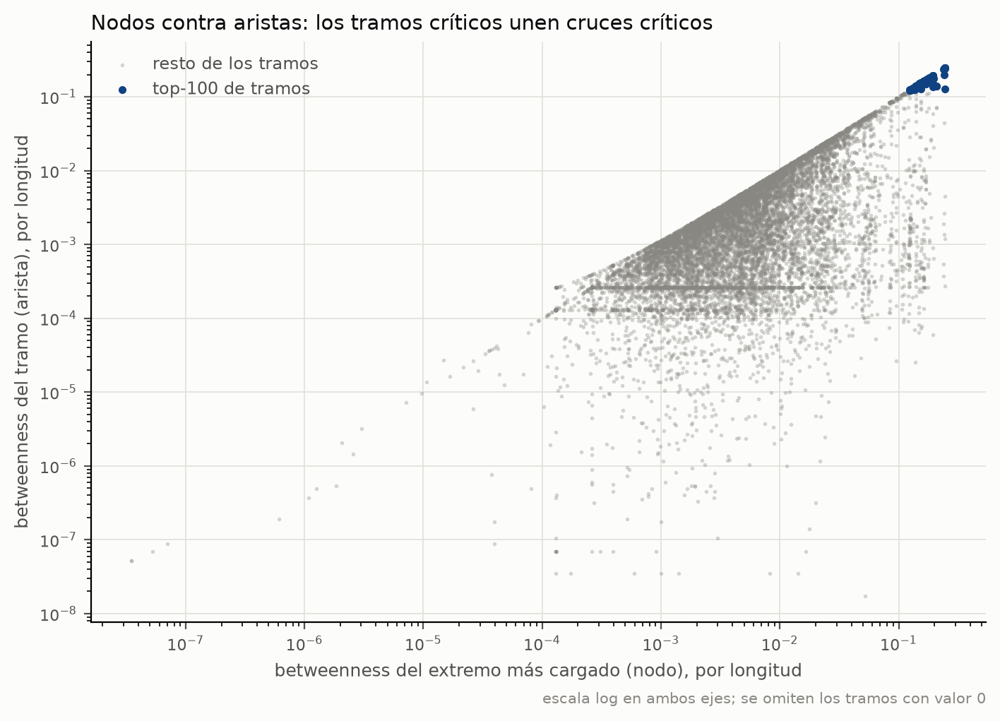 Nodos contra aristas: los tramos críticos unen cruces críticos
resto de los tramos
top-100 de tramos
betweenness del tramo (arista), por longitud
10⁻¹
10⁻²
10⁻³
10⁻⁴
10⁻⁵
10⁻⁶
10⁻⁷
10⁻⁸
10⁻⁷ 10⁻⁶ 10⁻⁵ 10⁻⁴ 10⁻³ 10⁻² 10⁻¹
betweenness del extremo más cargado (nodo), por longitud
escala log en ambos ejes; se omiten los tramos con valor 0